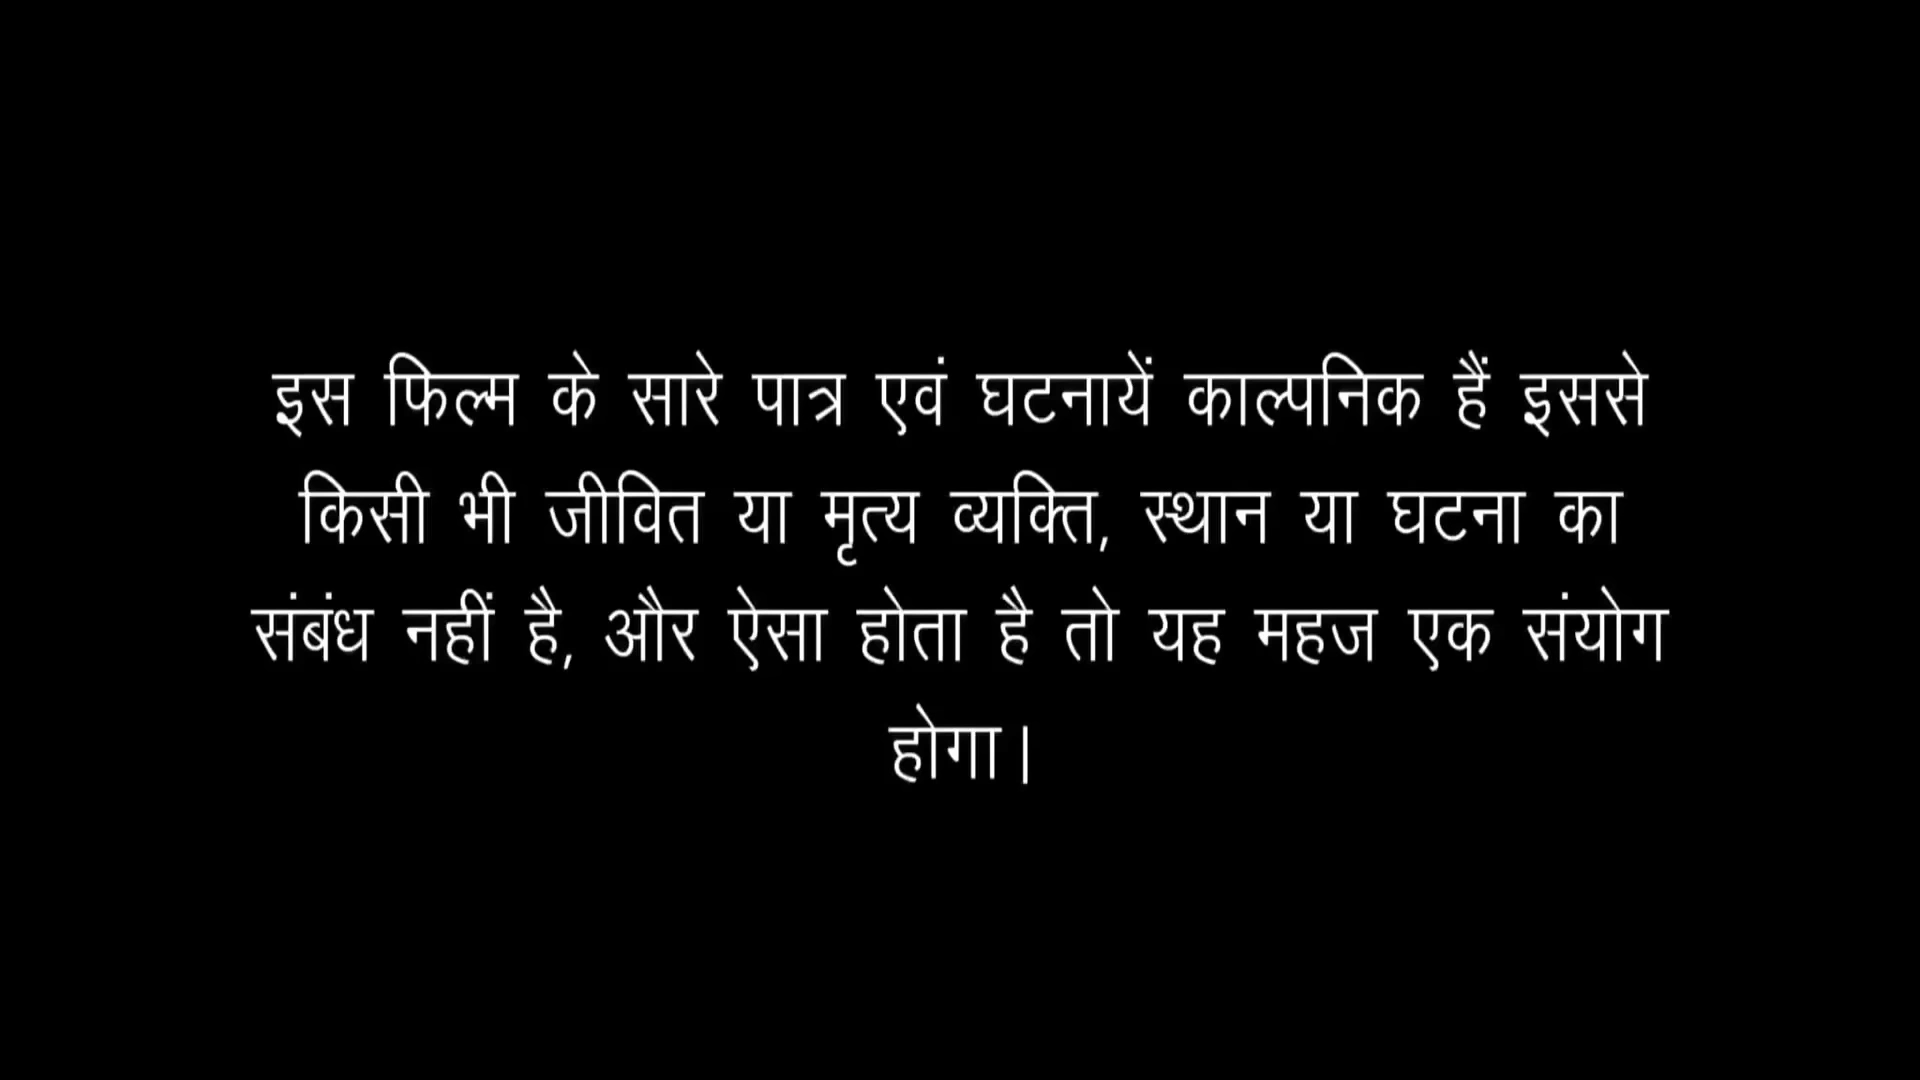 इस फिल्म के सारे पात्र एवं घटनायें काल्पनिक हैं इससे
किसी भी जीवित या मृत्य व्यक्ति, स्थान या घटना का
संबंध नहीं है, और ऐसा होता है तो यह महज एक संयोग
होगा।